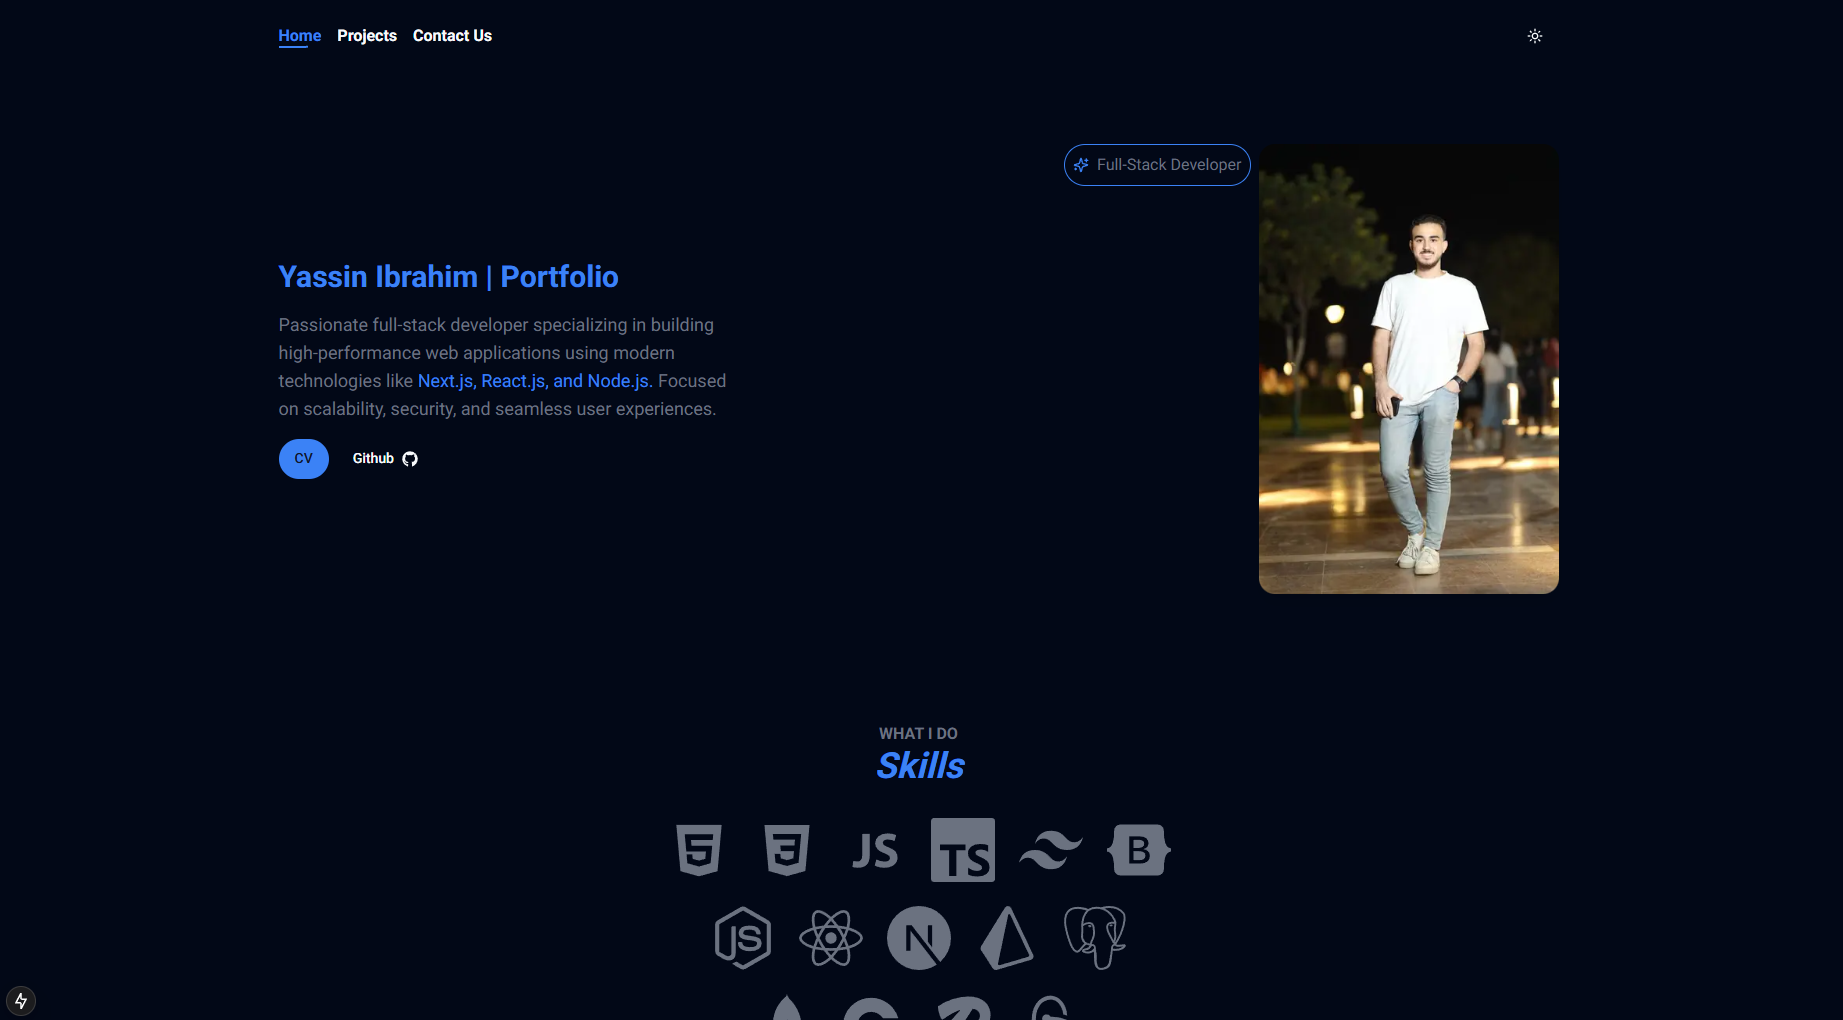 Home Projects Contact Us
Full-Stack Developer
Yassin Ibrahim | Portfolio
Passionate full-stack developer specializing in building
high-performance web applications using modern
technologies like Next.js, React.js, and Node.js. Focused
on scalability, security, and seamless user experiences.
CV Github
WHAT I DO
Skills
5 3 JS TS B
JS N